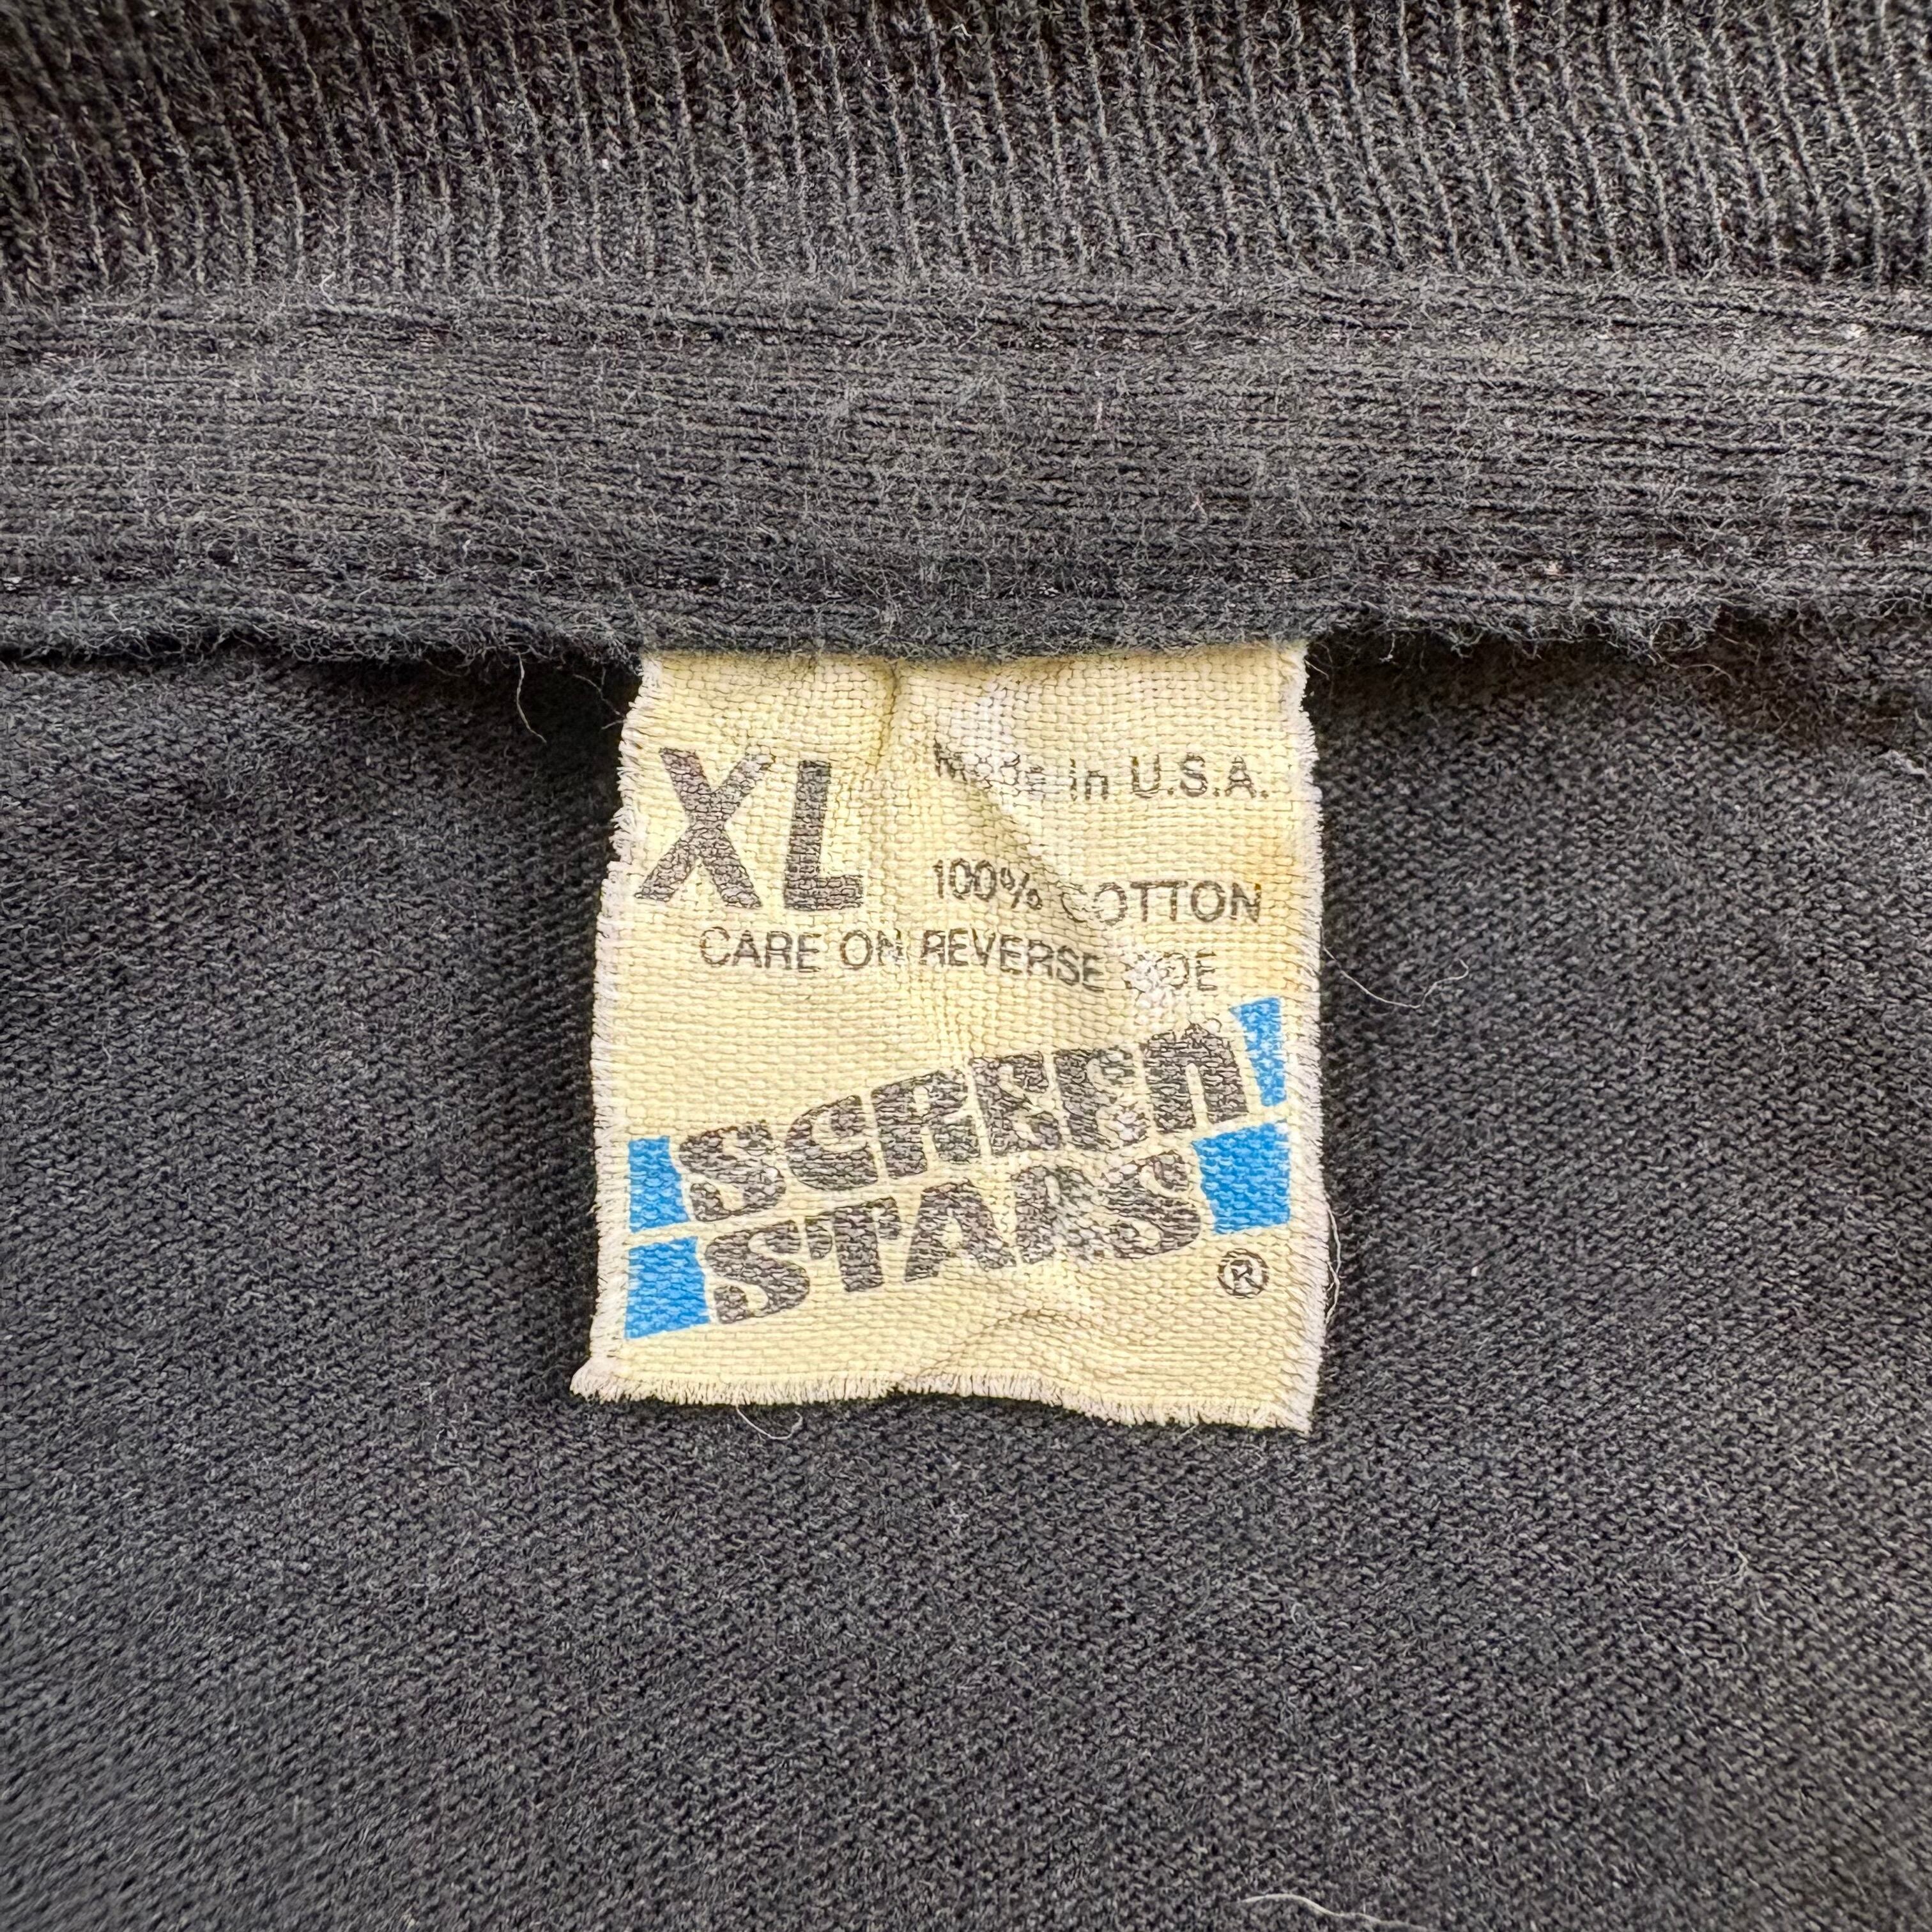 XL
Made in U.S.A.
100% COTTON
CARE ON REVERSE SIDE
SCREEN
STARS
®